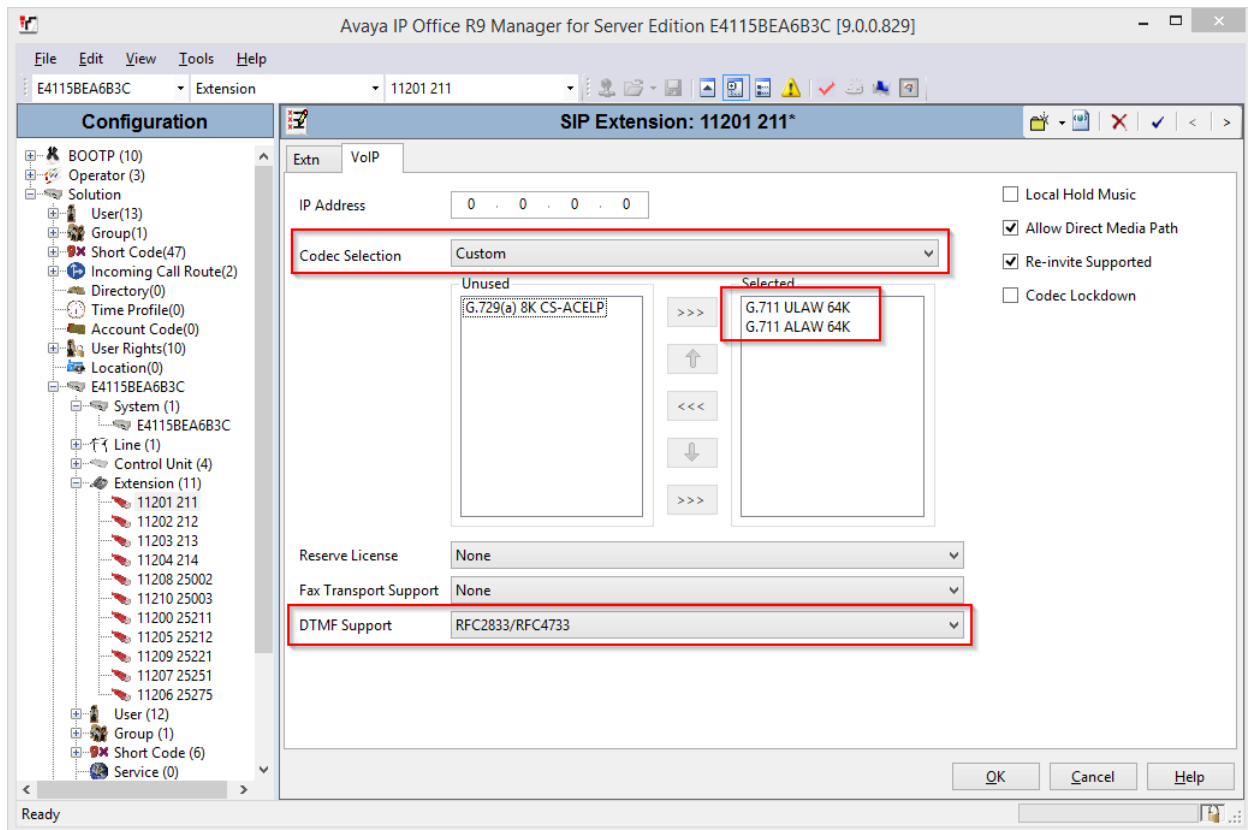 Avaya IP Office R9 Manager for Server Edition E4115BEA6B3C [9.0.0.829]
File Edit View Tools Help
E4115BEA6B3C Extension 11201 211
Configuration
BOOTP (10)
Operator (3)
Solution
User(13)
Group(1)
Short Code(47)
Incoming Call Route(2)
Directory(0)
Time Profile(0)
Account Code(0)
User Rights(10)
Location(0)
E4115BEA6B3C
System (1)
E4115BEA6B3C
Line (1)
Control Unit (4)
Extension (11)
11201 211
11202 212
11203 213
11204 214
11208 25002
11210 25003
11200 25211
11205 25212
11209 25221
11207 25251
11206 25275
User (12)
Group (1)
Short Code (6)
Service (0)
SIP Extension: 11201 211*
Extn VoIP
IP Address 0 . 0 . 0 . 0
Codec Selection Custom
Unused
G.729(a) 8K CS-ACELP
>>>
<<<
>>>
Selected
G.711 ULAW 64K
G.711 ALAW 64K
Reserve License None
Fax Transport Support None
DTMF Support RFC2833/RFC4733
Local Hold Music
Allow Direct Media Path
Re-invite Supported
Codec Lockdown
OK Cancel Help
Ready